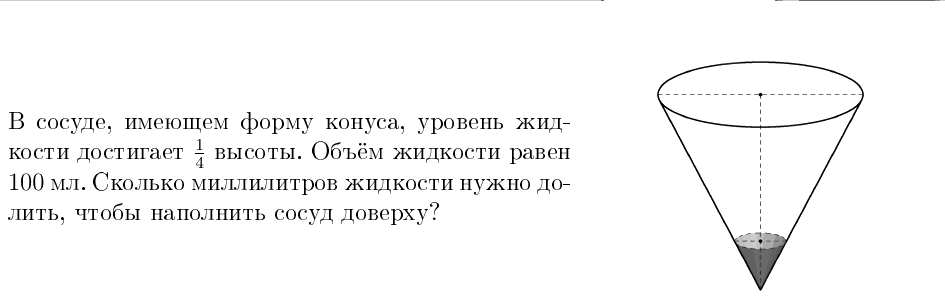 В сосуде, имеющем форму конуса, уровень жид-
кости достигает 1/4 высоты. Объём жидкости равен
100 мл. Сколько миллилитров жидкости нужно до-
лить, чтобы наполнить сосуд доверху?